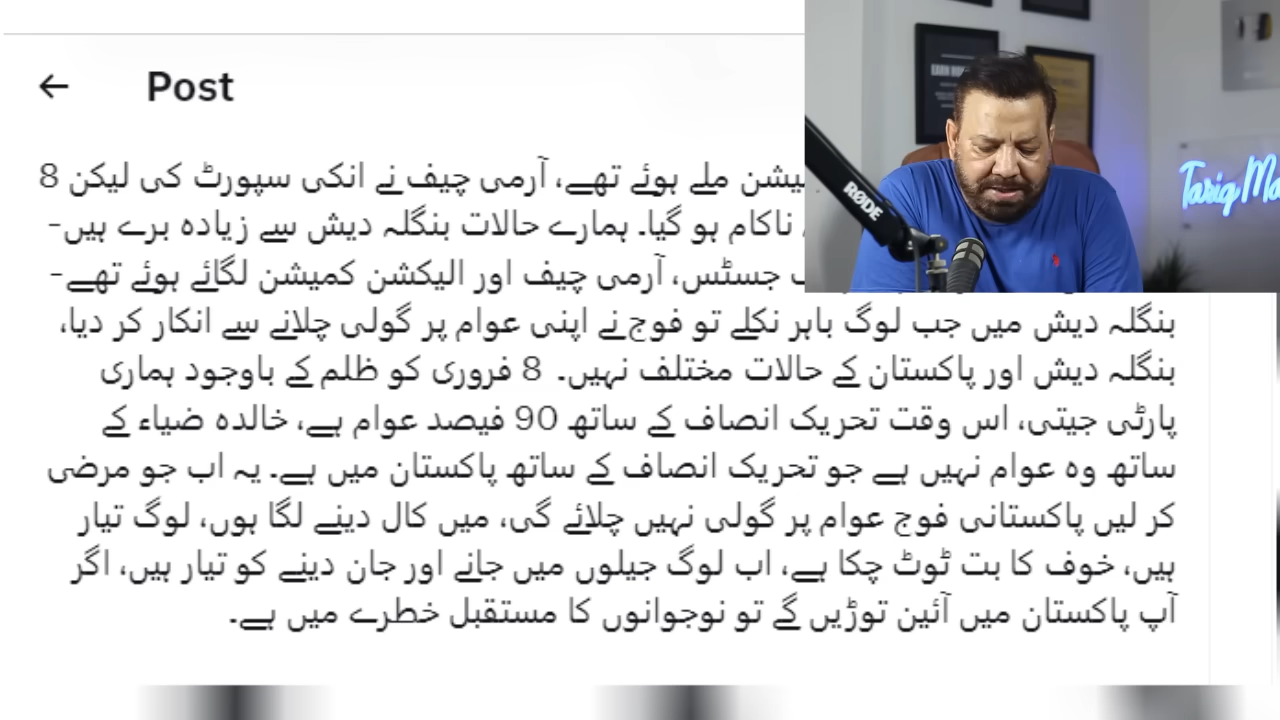 Post
ملے ہوئے تھے، آرمی چیف نے انکی سپورٹ کی لیکن 8
ناکام ہو گیا۔ ہمارے حالات بنگلہ دیش سے زیادہ برے ہیں-
جسٹس، آرمی چیف اور الیکشن کمیشن لگائے ہوئے تھے-
بنگلہ دیش میں جب لوگ باہر نکلے تو فوج نے اپنی عوام پر گولی چلانے سے انکار کر دیا،
بنگلہ دیش اور پاکستان کے حالات مختلف نہیں۔ 8 فروری کو ظلم کے باوجود ہماری
پارٹی جیتی، اس وقت تحریک انصاف کے ساتھ 90 فیصد عوام ہے، خالدہ ضیاء کے
ساتھ وہ عوام نہیں ہے جو تحریک انصاف کے ساتھ پاکستان میں ہے۔ یہ اب جو مرضی
کر لیں پاکستانی فوج عوام پر گولی نہیں چلائے گی، میں کال دینے لگا ہوں، لوگ تیار
ہیں، خوف کا بت ٹوٹ چکا ہے، اب لوگ جیلوں میں جانے اور جان دینے کو تیار ہیں، اگر
آپ پاکستان میں آئین توڑیں گے تو نوجوانوں کا مستقبل خطرے میں ہے۔
RØDE
Tariq